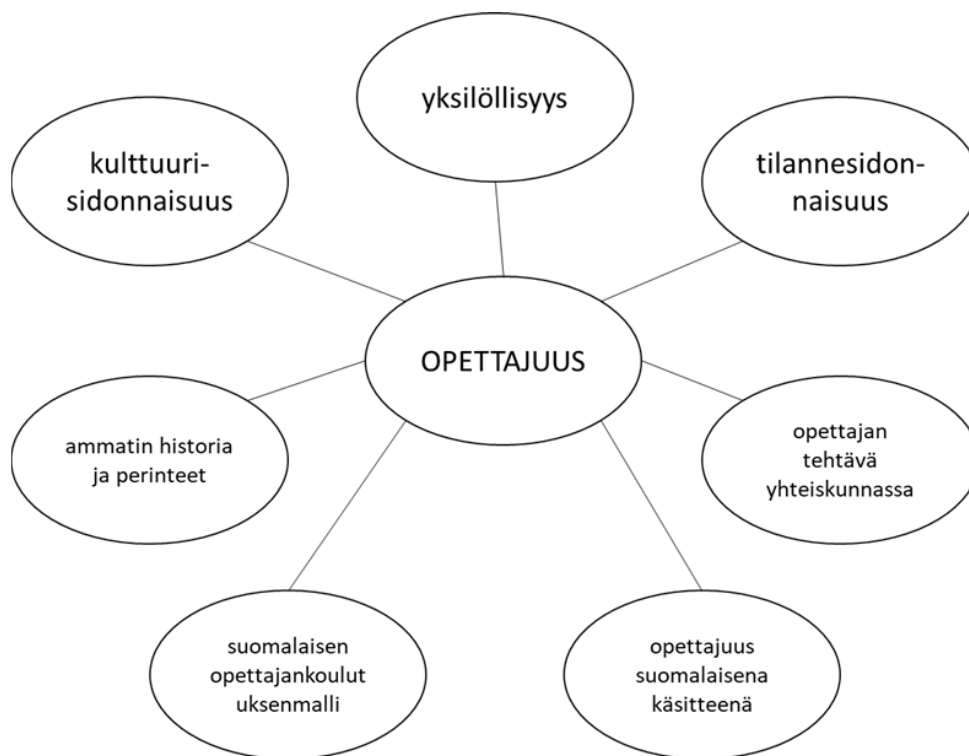 yksilöllisyys
kulttuuri-
sidonnaisuus
tilannesidon-
naisuus
OPETTAJUUS
ammatin historia
ja perinteet
opettajan
tehtävä
yhteiskunnassa
suomalaisen
opettajankoulut
uksenmalli
opettajuus
suomalaisena
käsitteenä